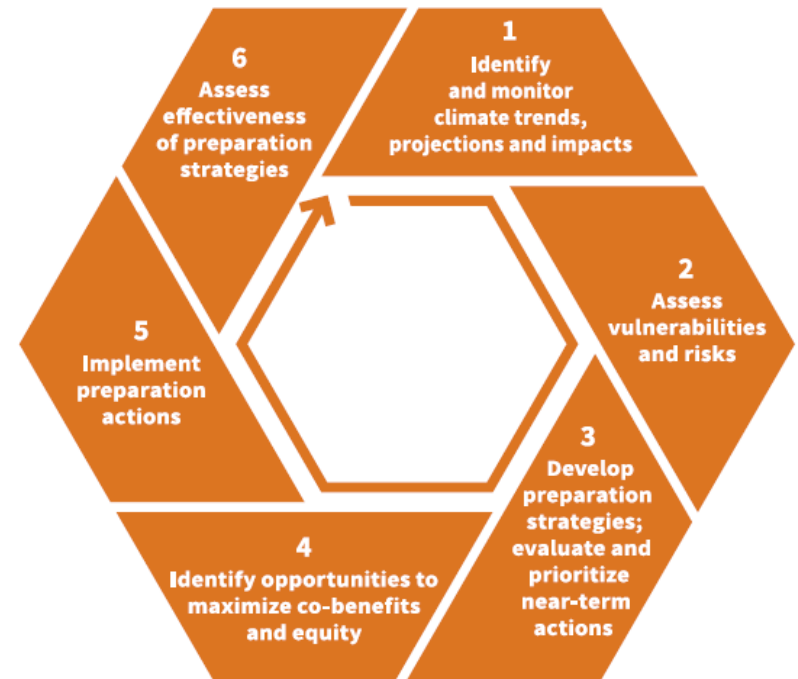 1
Identify
and monitor
climate trends,
projections and impacts
2
Assess
vulnerabilities
and risks
3
Develop
preparation
strategies;
evaluate and
prioritize
near-term
actions
4
Identify opportunities to
maximize co-benefits
and equity
5
Implement
preparation
actions
6
Assess
effectiveness
of preparation
strategies